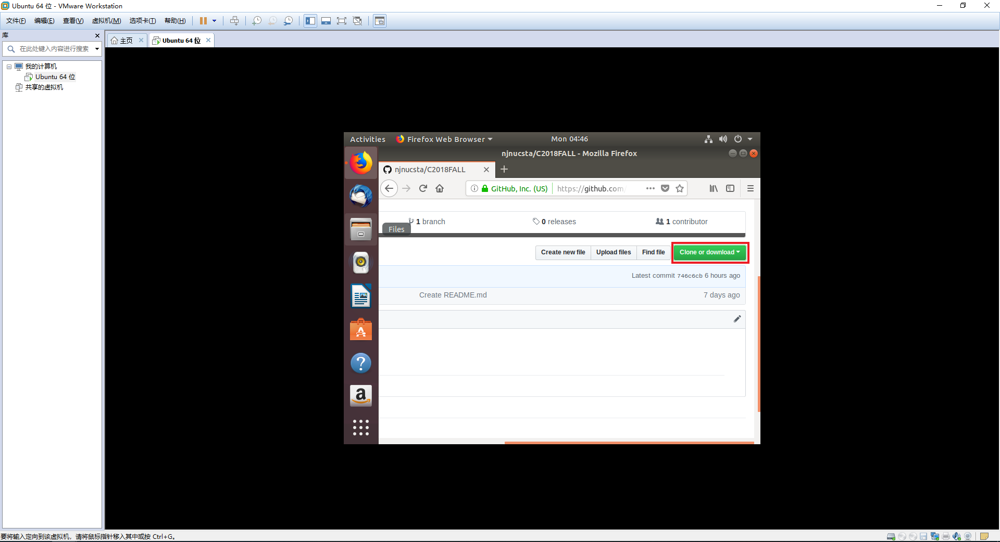 Ubuntu 64 位 - VMware Workstation
文件(F) 编辑(E) 查看(V) 虚拟机(M) 选项卡(T) 帮助(H)
库
主页
Ubuntu 64 位
在此处键入内容进行搜索
我的计算机
Ubuntu 64 位
共享的虚拟机
Activities Firefox Web Browser Mon 04:46
njnucsta/C2018FALL - Mozilla Firefox
njnucsta/C2018FALL
GitHub, Inc. (US) https://github.com/
1 branch 0 releases 1 contributor
Files
Create new file Upload files Find file Clone or download
Latest commit 746c6cb 6 hours ago
Create README.md 7 days ago
要将输入定向到该虚拟机，请将鼠标指针移入其中或按 Ctrl+G。